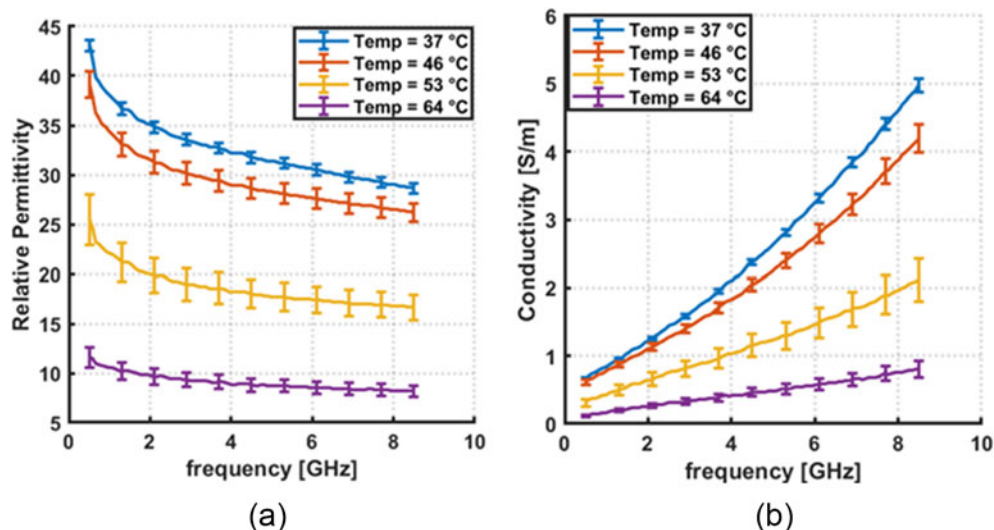 45
40
35
30
25
20
15
10
5
Relative Permittivity
0
2
4
6
8
10
frequency [GHz]
Temp = 37 °C
Temp = 46 °C
Temp = 53 °C
Temp = 64 °C
(a)
6
5
4
3
2
1
0
Conductivity [S/m]
0
2
4
6
8
10
frequency [GHz]
Temp = 37 °C
Temp = 46 °C
Temp = 53 °C
Temp = 64 °C
(b)